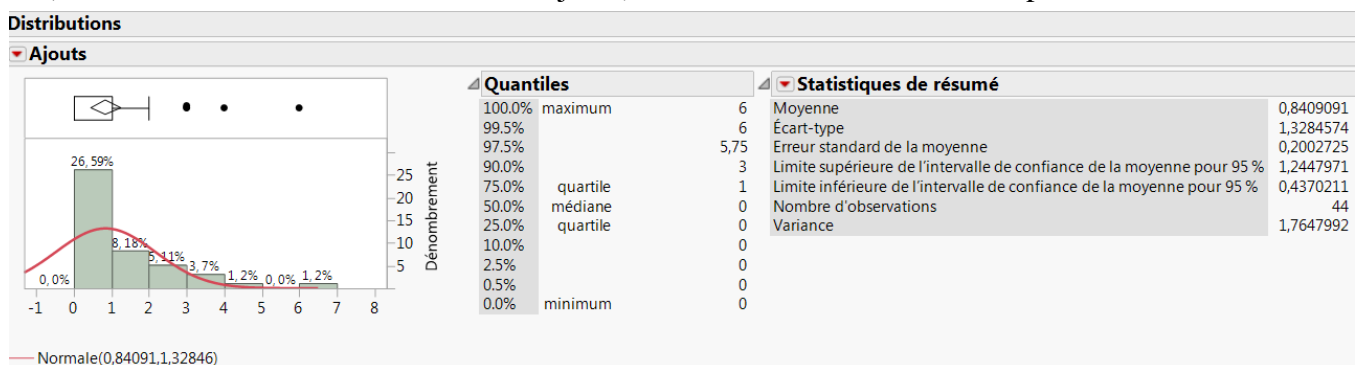 Distributions
Ajouts
26, 59%
8, 18%
5, 11%
3, 7%
1, 2%
0, 0%
1, 2%
0, 0%
25
20
15
10
5
Dénombrement
-1 0 1 2 3 4 5 6 7 8
Normale(0,84091,1,32846)
Quantiles
100.0% maximum 6
99.5% 6
97.5% 5,75
90.0% 3
75.0% quartile 1
50.0% médiane 0
25.0% quartile 0
10.0% 0
2.5% 0
0.5% 0
0.0% minimum 0
Statistiques de résumé
Moyenne 0,8409091
Écart-type 1,3284574
Erreur standard de la moyenne 0,2002725
Limite supérieure de l'intervalle de confiance de la moyenne pour 95 % 1,2447971
Limite inférieure de l'intervalle de confiance de la moyenne pour 95 % 0,4370211
Nombre d'observations 44
Variance 1,7647992